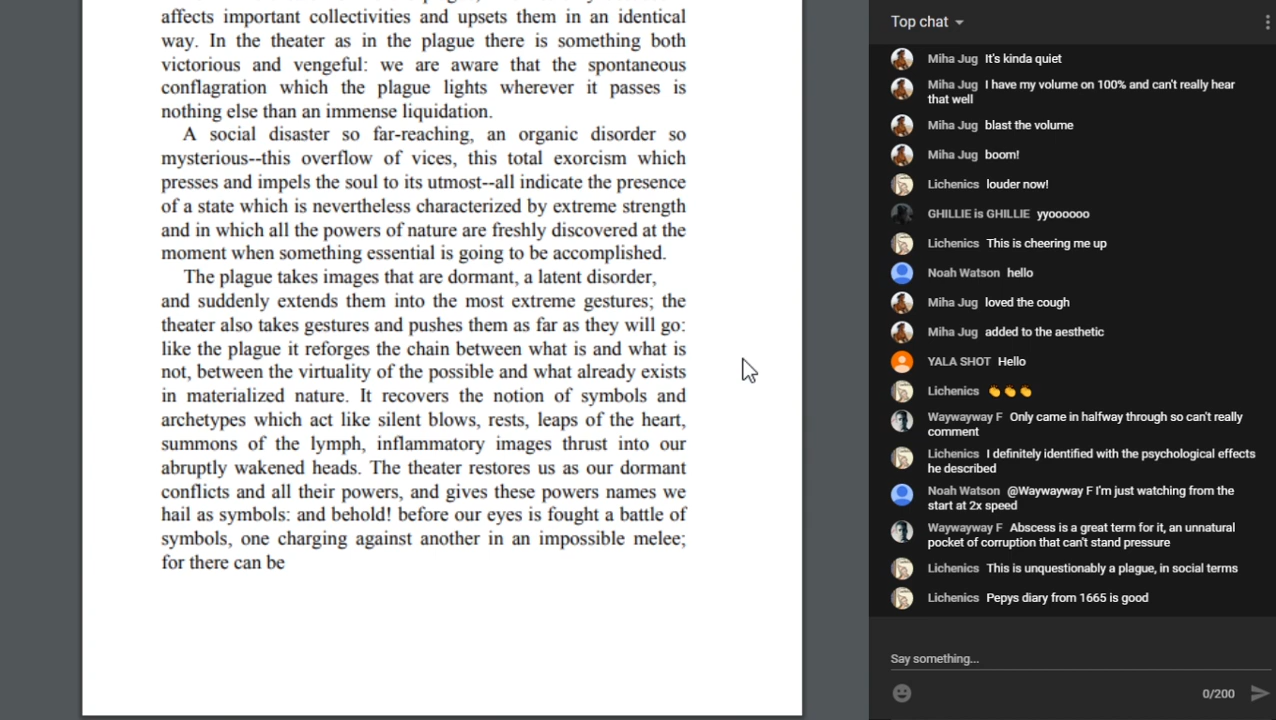 affects important collectivities and upsets them in an identical
way. In the theater as in the plague there is something both
victorious and vengeful: we are aware that the spontaneous
conflagration which the plague lights wherever it passes is
nothing else than an immense liquidation.
A social disaster so far-reaching, an organic disorder so
mysterious--this overflow of vices, this total exorcism which
presses and impels the soul to its utmost--all indicate the presence
of a state which is nevertheless characterized by extreme strength
and in which all the powers of nature are freshly discovered at the
moment when something essential is going to be accomplished.
The plague takes images that are dormant, a latent disorder,
and suddenly extends them into the most extreme gestures; the
theater also takes gestures and pushes them as far as they will go:
like the plague it reforges the chain between what is and what is
not, between the virtuality of the possible and what already exists
in materialized nature. It recovers the notion of symbols and
archetypes which act like silent blows, rests, leaps of the heart,
summons of the lymph, inflammatory images thrust into our
abruptly wakened heads. The theater restores us as our dormant
conflicts and all their powers, and gives these powers names we
hail as symbols: and behold! before our eyes is fought a battle of
symbols, one charging against another in an impossible melee;
for there can be
Top chat
Miha Jug It's kinda quiet
Miha Jug I have my volume on 100% and can't really hear
that well
Miha Jug blast the volume
Miha Jug boom!
Lichenics louder now!
GHILLIE is GHILLIE yyoooooo
Lichenics This is cheering me up
Noah Watson hello
Miha Jug loved the cough
Miha Jug added to the aesthetic
YALA SHOT Hello
Lichenics 👏👏👏
Waywayway F Only came in halfway through so can't really
comment
Lichenics I definitely identified with the psychological effects
he described
Noah Watson @Waywayway F I'm just watching from the
start at 2x speed
Waywayway F Abscess is a great term for it, an unnatural
pocket of corruption that can't stand pressure
Lichenics This is unquestionably a plague, in social terms
Lichenics Pepys diary from 1665 is good
Say something...
0/200